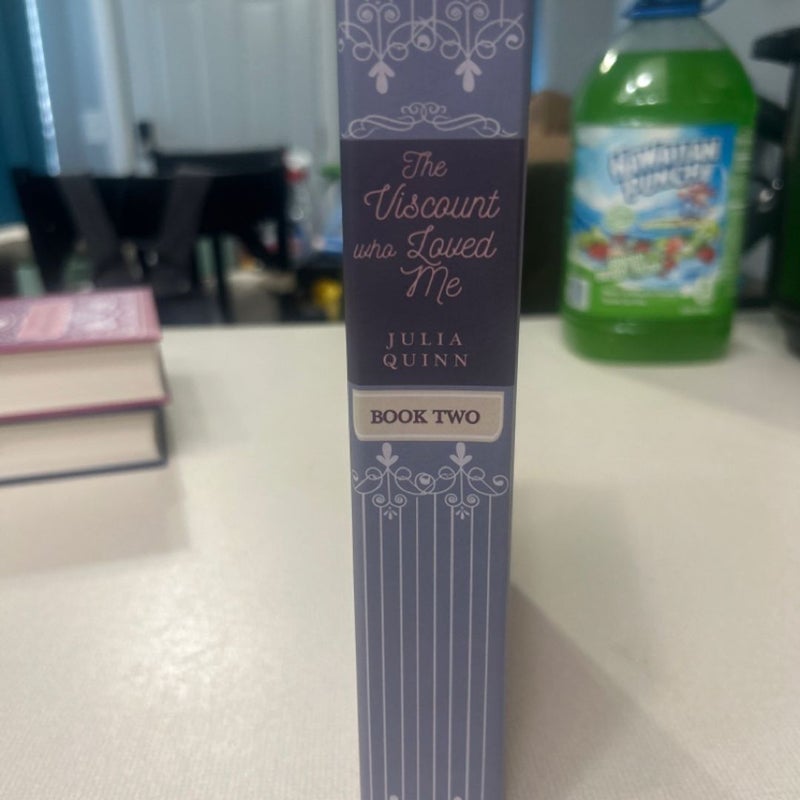 The
Viscount
who Loved
Me
JULIA
QUINN
BOOK TWO
HAWAIIAN
PUNCH